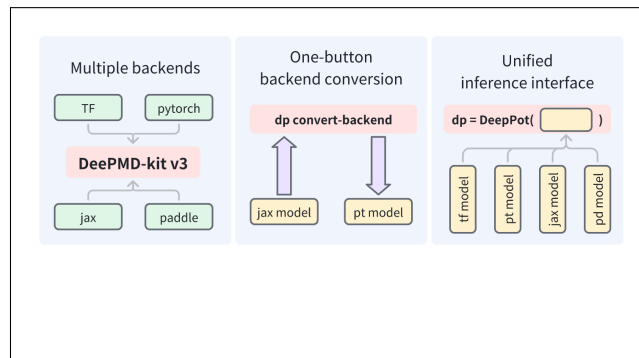 Multiple backends
TF
pytorch
DeePMD-kit v3
jax
paddle
One-button
backend conversion
dp convert-backend
jax model
pt model
Unified
inference interface
dp = DeepPot( )
tf model
pt model
jax model
pd model